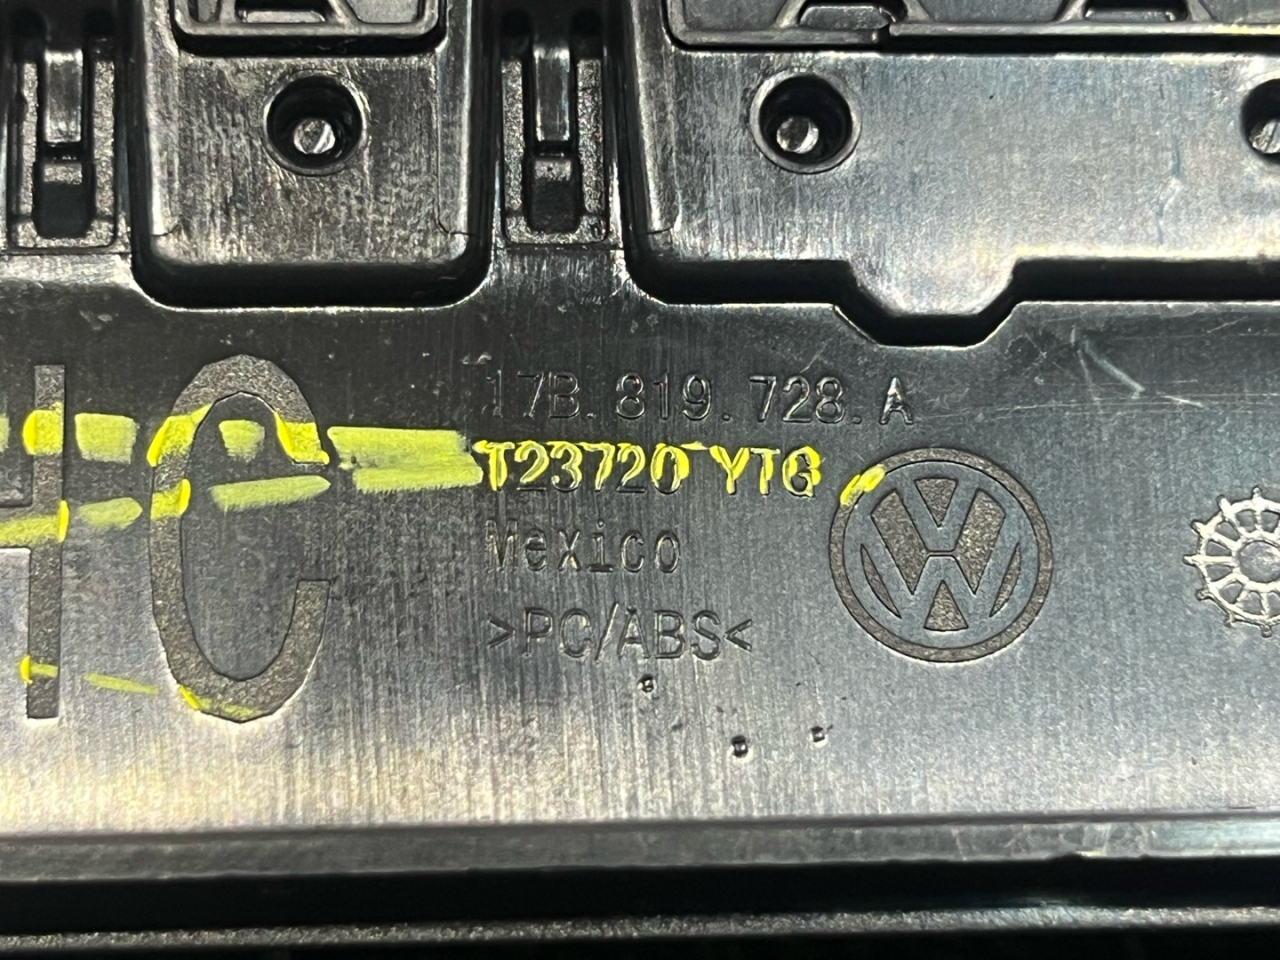 17B.819.728.A
T23720 YTG
Mexico
>PC/ABS<
C